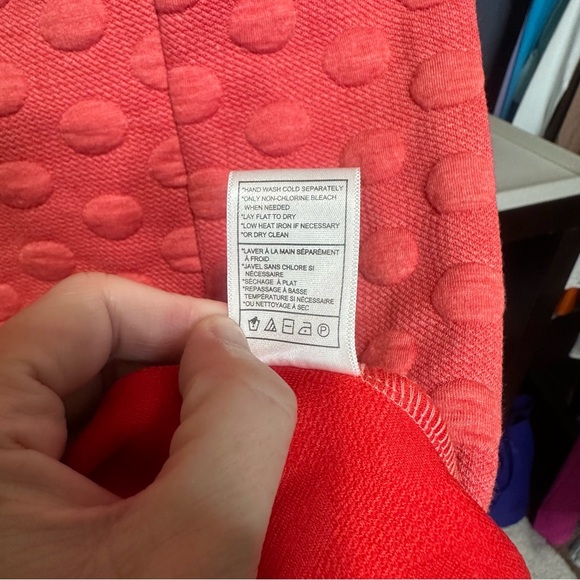 *HAND WASH COLD SEPARATELY
*ONLY NON-CHLORINE BLEACH
WHEN NEEDED
*LAY FLAT TO DRY
*LOW HEAT IRON IF NECESSARY
*OR DRY CLEAN
*LAVER À LA MAIN SÉPARÉMENT
À FROID
*JAVEL SANS CHLORE SI
NÉCESSAIRE
*SÉCHAGE À PLAT
*REPASSAGE À BASSE
TEMPÉRATURE SI NÉCESSAIRE
*OU NETTOYAGE À SEC
P